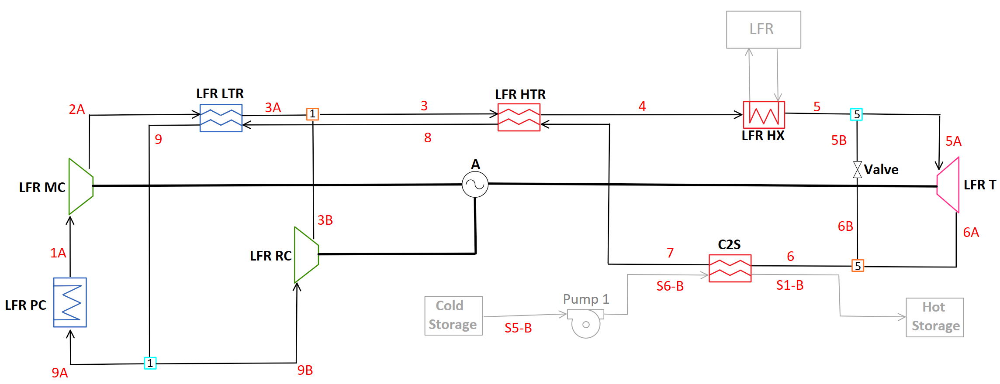 LFR
LFR LTR
LFR HTR
2A
3A
1
3
4
5
5
LFR HX
9
8
5B
5A
A
Valve
LFR MC
LFR T
3B
6B
6A
1A
LFR RC
C2S
7
6
5
S6-B
S1-B
LFR PC
Cold
Storage
Pump 1
S5-B
Hot
Storage
1
9A
9B